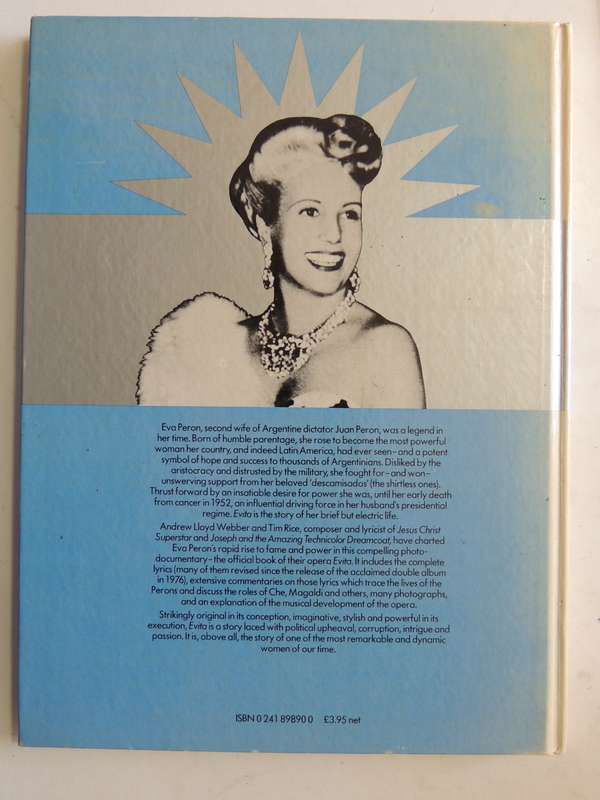 Eva Peron, second wife of Argentine dictator Juan Peron, was a legend in
her time. Born of humble parentage, she rose to become the most powerful
woman her country, and indeed Latin America, had ever seen – and a potent
symbol of hope and success to thousands of Argentinians. Disliked by the
aristocracy and distrusted by the military, she fought for – and won –
unswerving support from her beloved 'descamisados' (the shirtless ones).
Thrust forward by an insatiable desire for power she was, until her early death
from cancer in 1952, an influential driving force in her husband's presidential
regime. Evita is the story of her brief but electric life.
Andrew Lloyd Webber and Tim Rice, composer and lyricist of Jesus Christ
Superstar and Joseph and the Amazing Technicolor Dreamcoat, have charted
Eva Peron's rapid rise to fame and power in this compelling photo-
documentary – the official book of their opera Evita. It includes the complete
lyrics (many of them revised since the release of the acclaimed double album
in 1976), extensive commentaries on those lyrics which trace the lives of the
Perons and discuss the roles of Che, Magaldi and others, many photographs,
and an explanation of the musical development of the opera.
Strikingly original in its conception, imaginative, stylish and powerful in its
execution, Evita is a story laced with political upheaval, corruption, intrigue and
passion. It is, above all, the story of one of the most remarkable and dynamic
women of our time.
ISBN 0 241 89890 0 £3.95 net